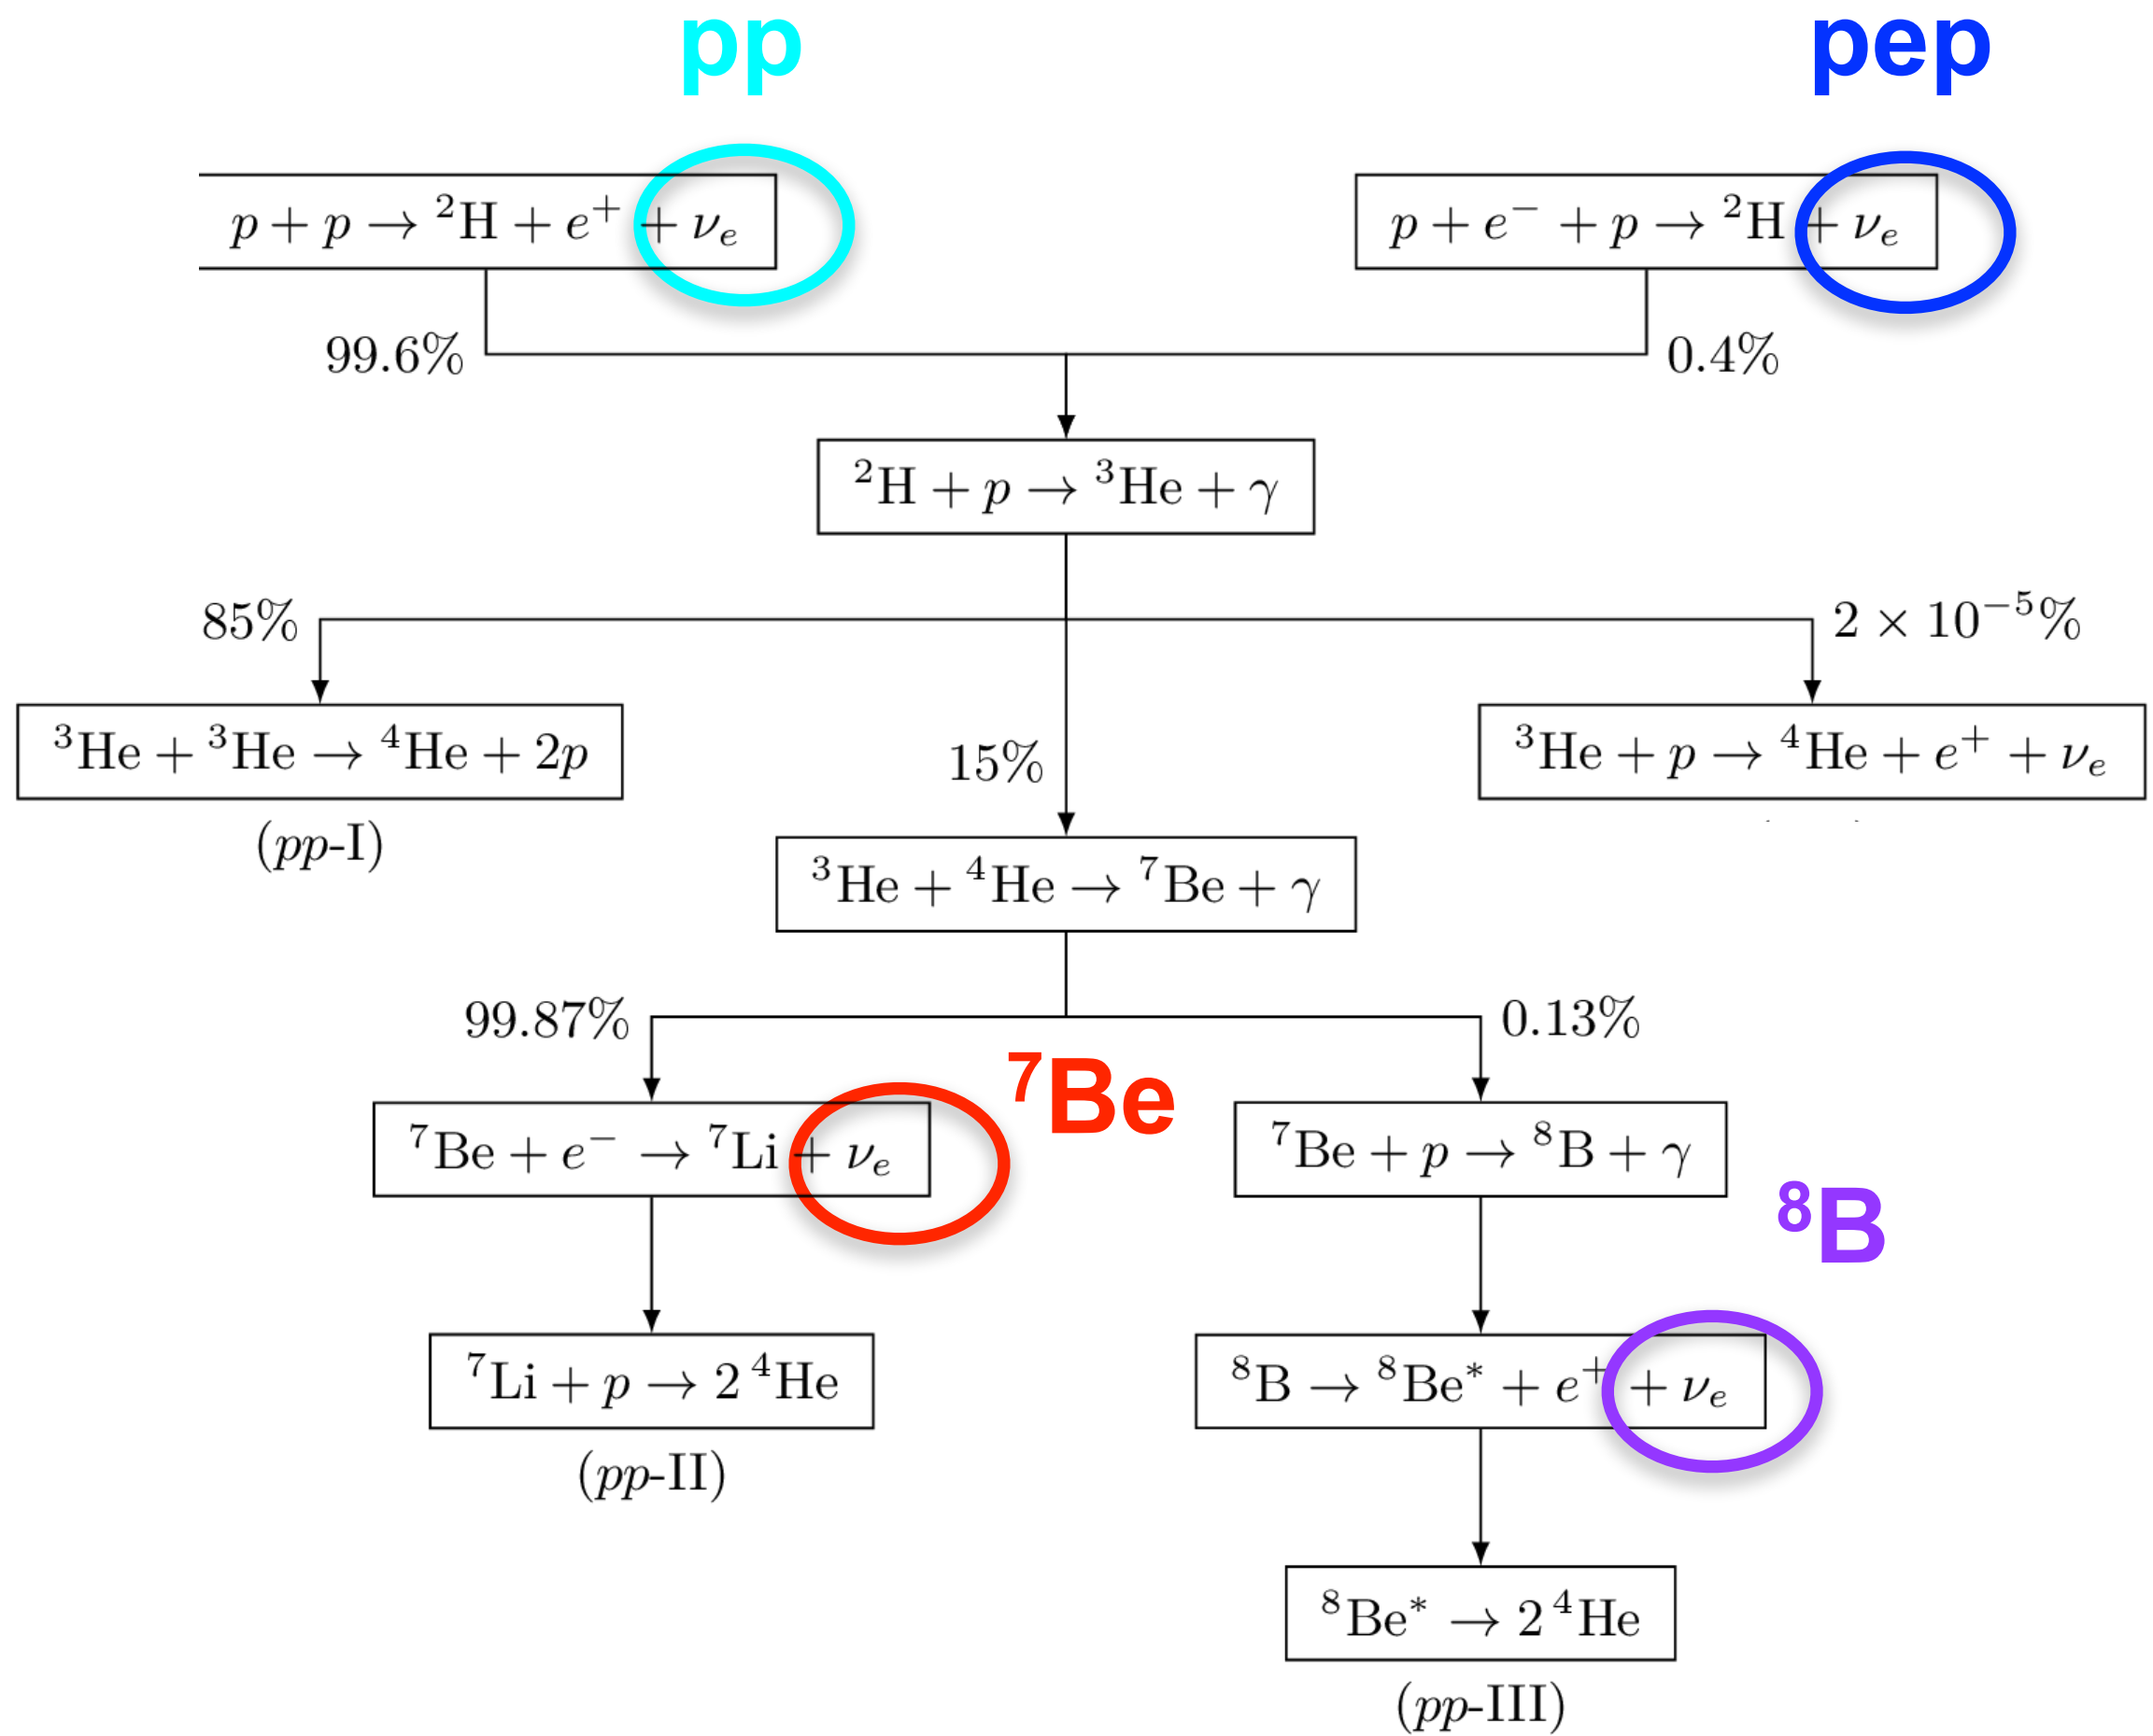 pp
pep
p + p → ²H + e⁺ + νₑ
p + e⁻ + p → ²H + νₑ
99.6%
0.4%
²H + p → ³He + γ
85%
2 × 10⁻⁵%
³He + ³He → ⁴He + 2p
15%
³He + p → ⁴He + e⁺ + νₑ
(pp-I)
³He + ⁴He → ⁷Be + γ
99.87%
0.13%
⁷Be
⁷Be + e⁻ → ⁷Li + νₑ
⁷Be + p → ⁸B + γ
⁸B
⁷Li + p → 2 ⁴He
⁸B → ⁸Be* + e⁺ + νₑ
(pp-II)
⁸Be* → 2 ⁴He
(pp-III)